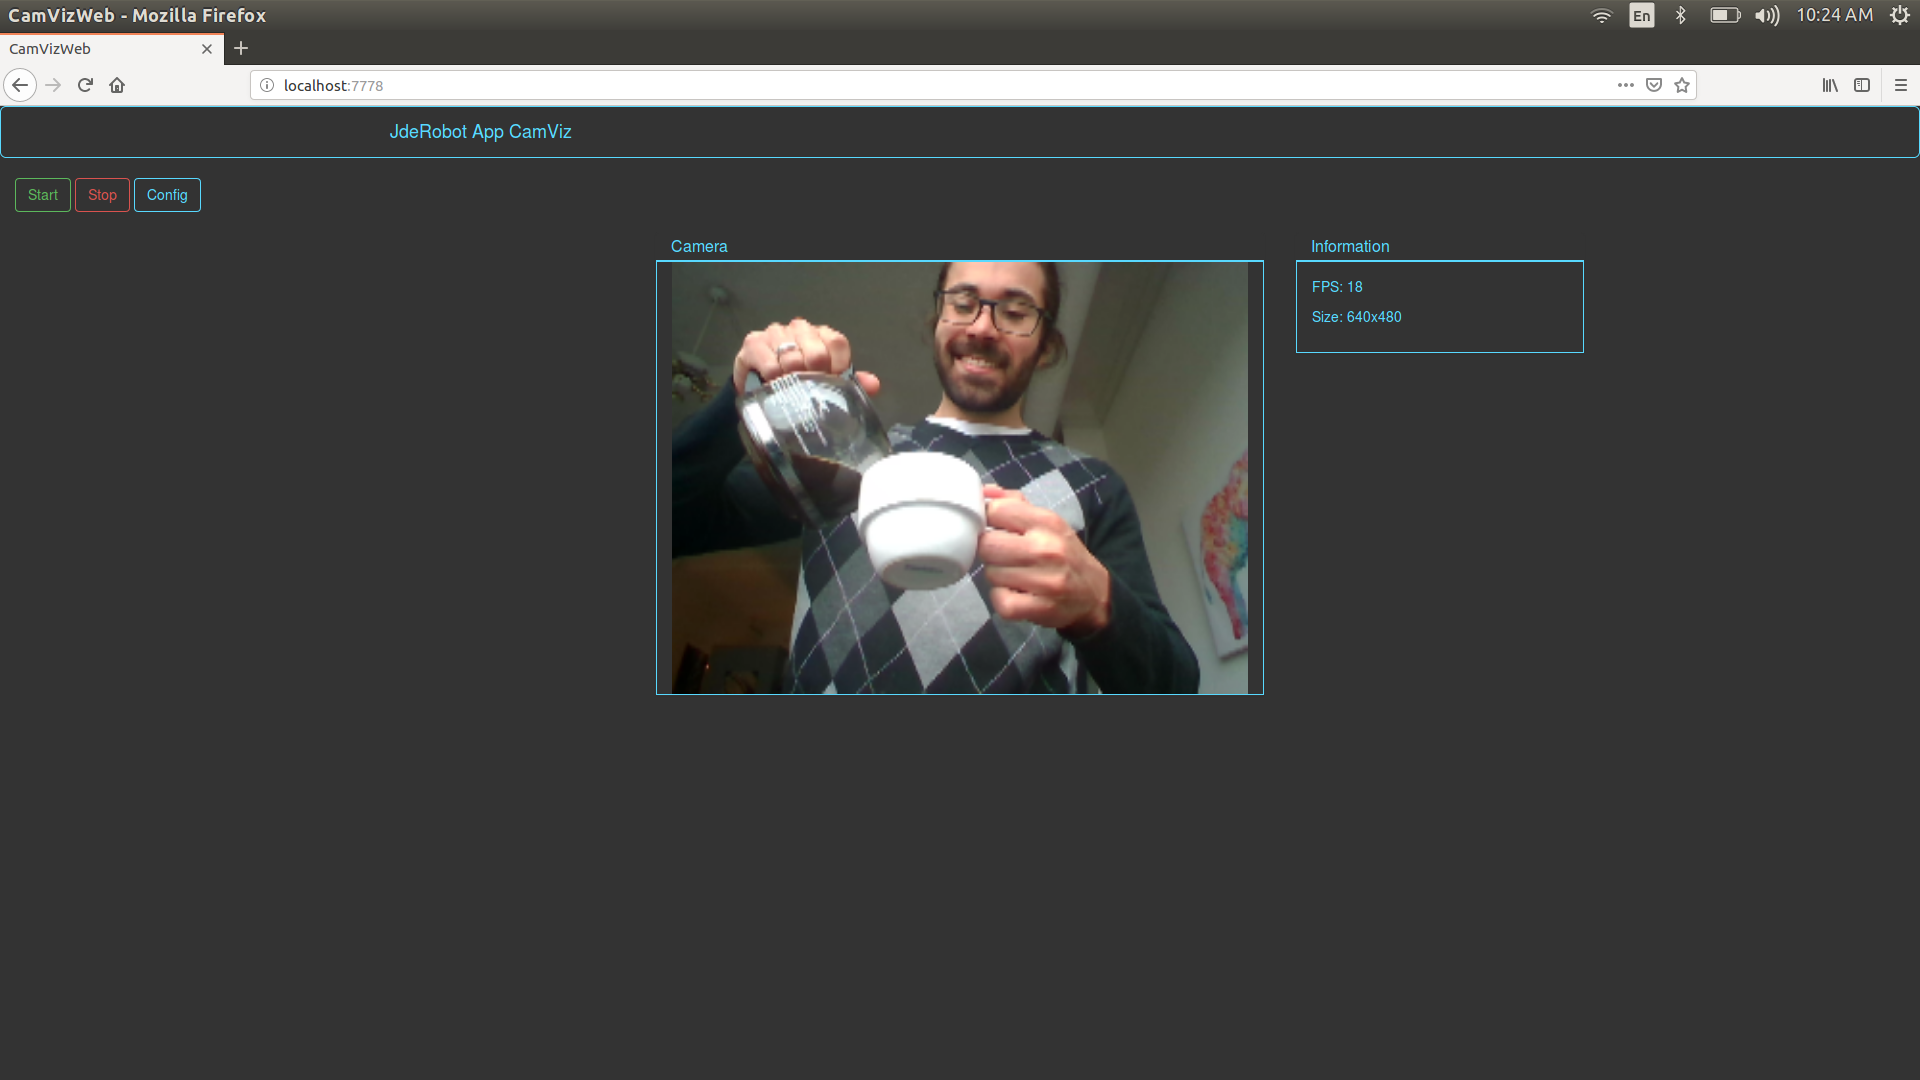 CamVizWeb - Mozilla Firefox
En
10:24 AM
CamVizWeb
localhost:7778
JdeRobot App CamViz
Start
Stop
Config
Camera
Information
FPS: 18
Size: 640x480